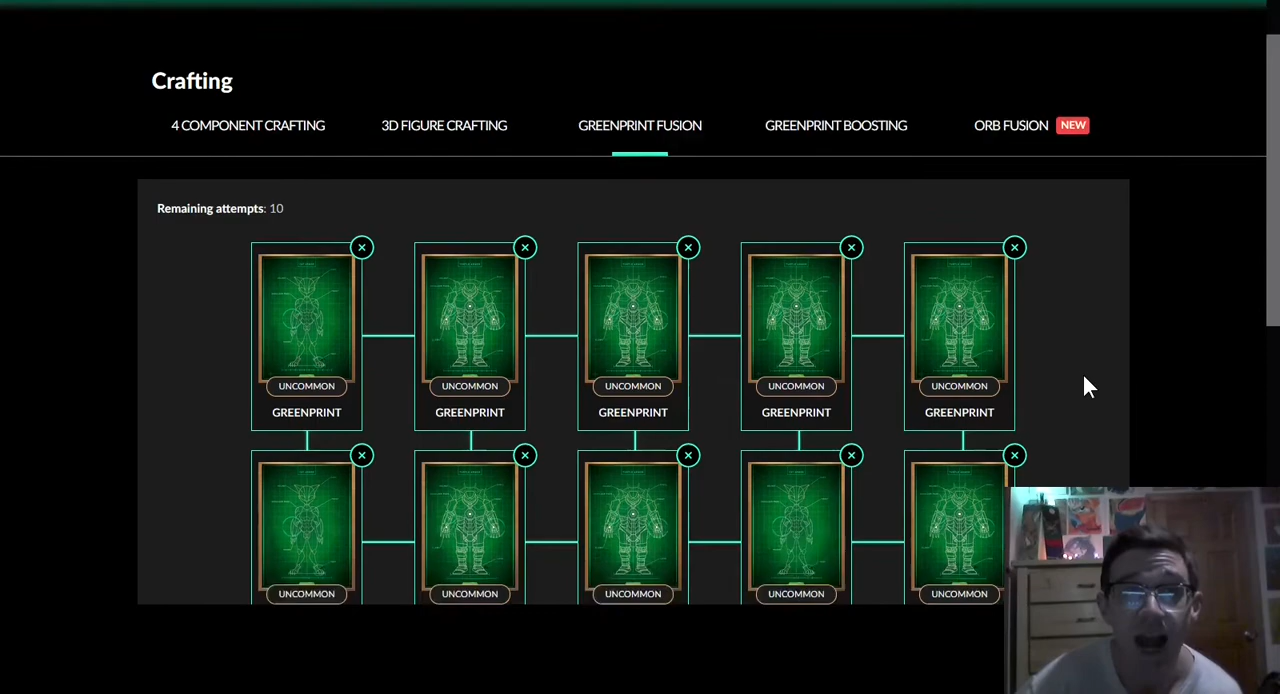 Crafting
4 COMPONENT CRAFTING 3D FIGURE CRAFTING GREENPRINT FUSION GREENPRINT BOOSTING ORB FUSION NEW
Remaining attempts: 10
UNCOMMON UNCOMMON UNCOMMON UNCOMMON UNCOMMON
GREENPRINT GREENPRINT GREENPRINT GREENPRINT GREENPRINT
UNCOMMON UNCOMMON UNCOMMON UNCOMMON UNCOMMON